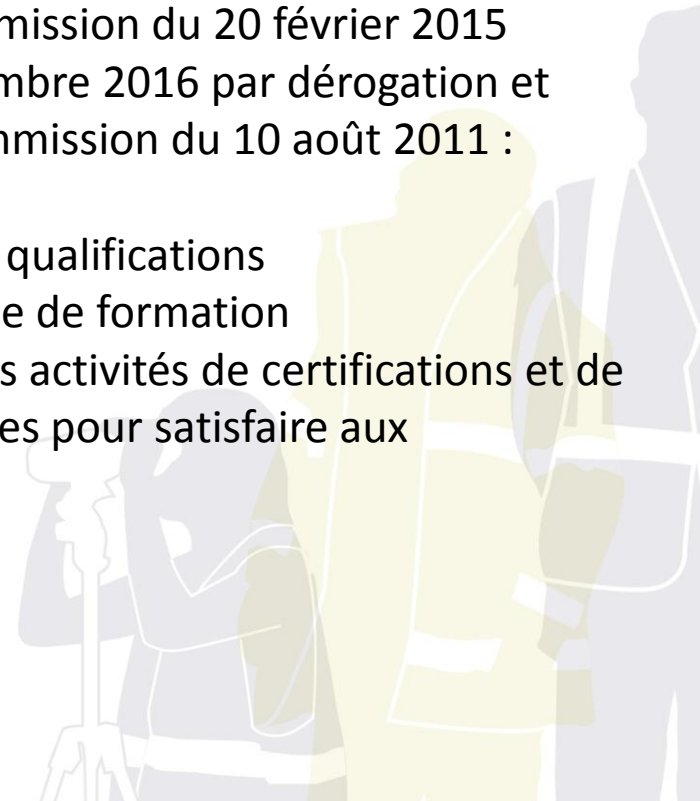 mission du 20 février 2015
mbre 2016 par dérogation et
mmission du 10 août 2011 :
qualifications
e de formation
s activités de certifications et de
es pour satisfaire aux